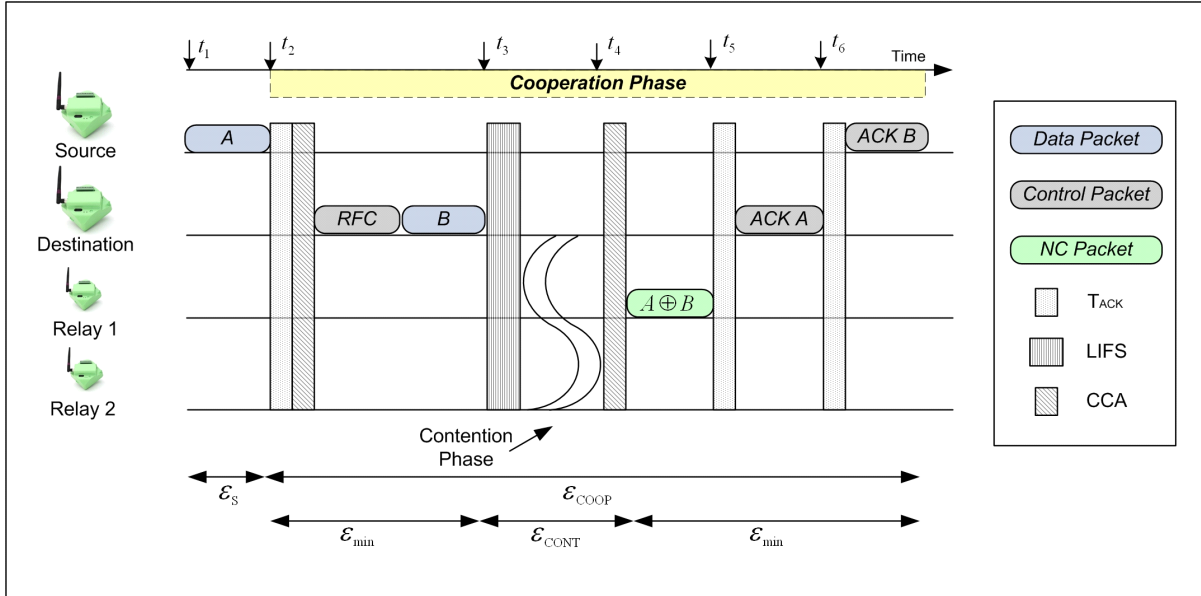 t1 t2 t3 t4 t5 t6 Time
Cooperation Phase
Source
A
ACK B
Destination
RFC
B
ACK A
Relay 1
A⊕B
Relay 2
Contention
Phase
εS
εCOOP
εmin
εCONT
εmin
Data Packet
Control Packet
NC Packet
TACK
LIFS
CCA